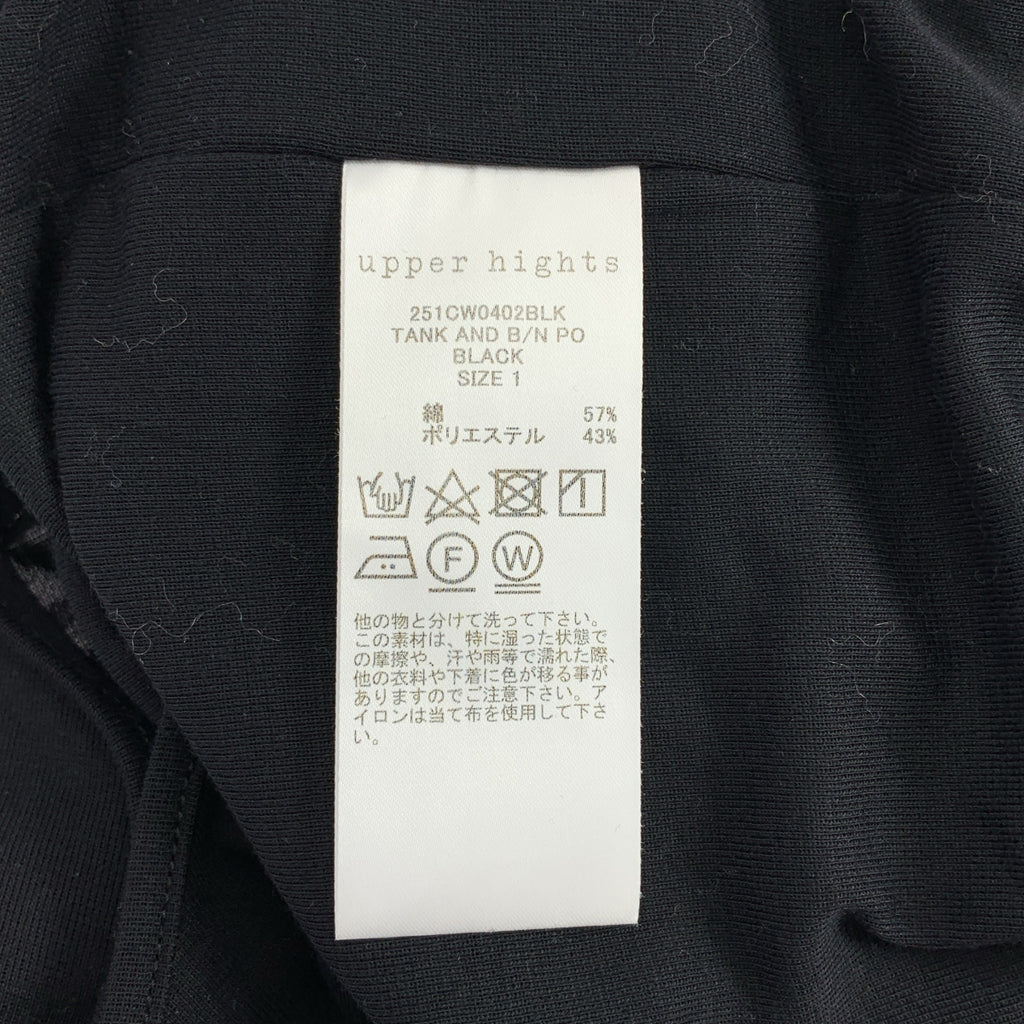 upper hights
251CW0402BLK
TANK AND B/N PO
BLACK
SIZE 1
綿 57%
ポリエステル 43%
F W
他の物と分けて洗って下さい。
この素材は、特に湿った状態で
の摩擦や、汗や雨等で濡れた際、
他の衣料や下着に色が移る事が
ありますのでご注意下さい。ア
イロンは当て布を使用して下さ
い。